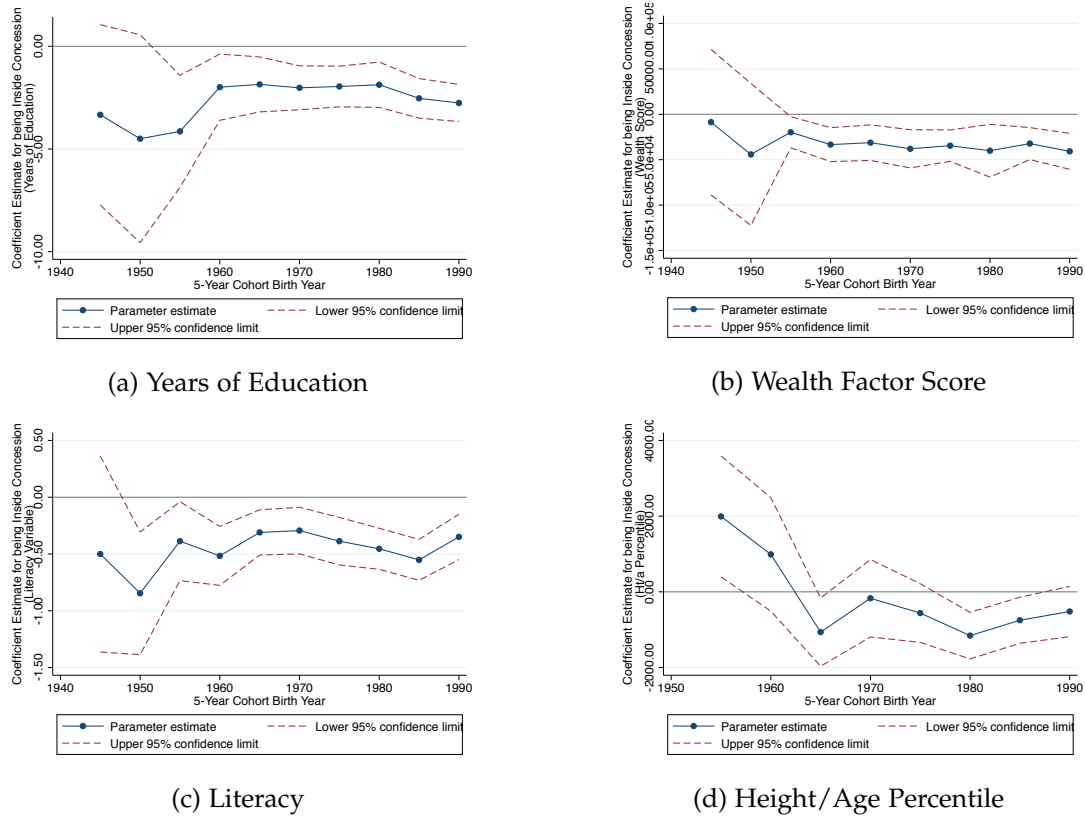 Coefficient Estimate for being Inside Concession
(Years of Education)
0.00
-5.00
-10.00
1940 1950 1960 1970 1980 1990
5-Year Cohort Birth Year
Parameter estimate Lower 95% confidence limit
Upper 95% confidence limit
(a) Years of Education
Coefficient Estimate for being Inside Concession
(Wealth Score)
50000.00
0.00
1940 1950 1960 1970 1980 1990
5-Year Cohort Birth Year
Parameter estimate Lower 95% confidence limit
Upper 95% confidence limit
(b) Wealth Factor Score
Coefficient Estimate for being Inside Concession
(Literacy Variable)
0.50
0.00
-0.50
-1.00
-1.50
1940 1950 1960 1970 1980 1990
5-Year Cohort Birth Year
Parameter estimate Lower 95% confidence limit
Upper 95% confidence limit
(c) Literacy
Coefficient Estimate for being Inside Concession
(Ht/a Percentile)
0.00
1950 1960 1970 1980 1990
5-Year Cohort Birth Year
Parameter estimate Lower 95% confidence limit
Upper 95% confidence limit
(d) Height/Age Percentile